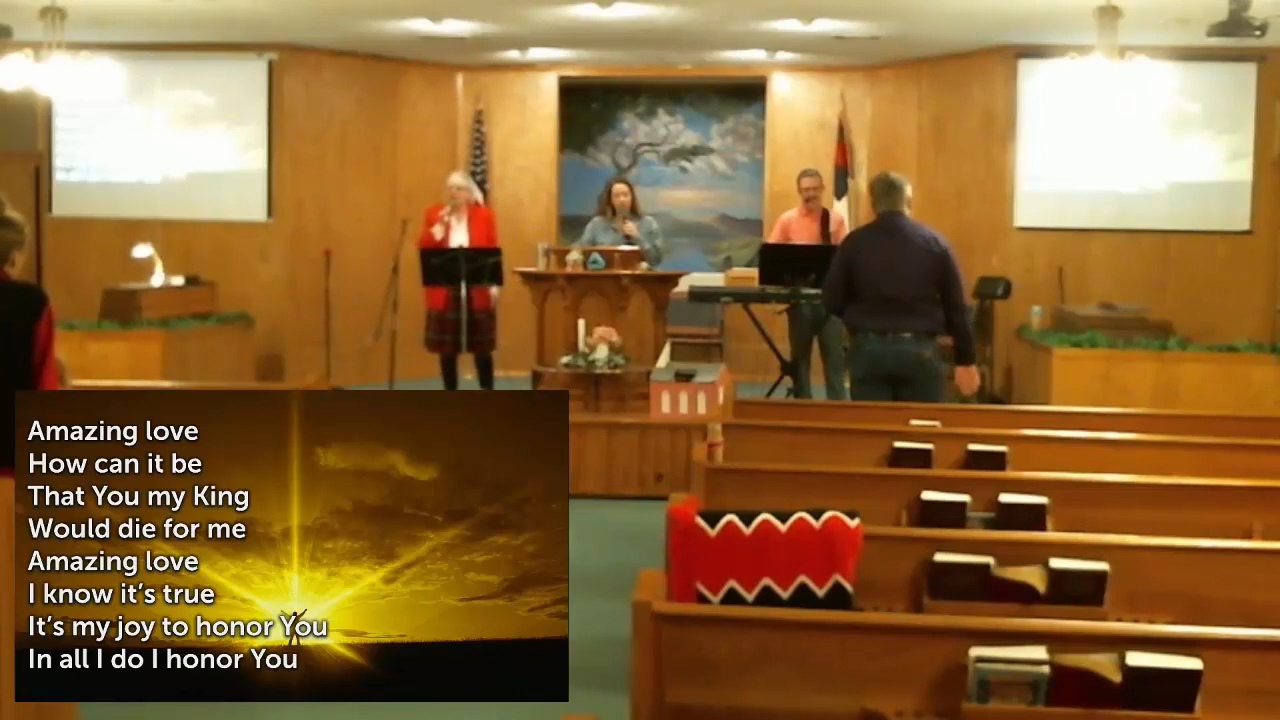 Amazing love
How can it be
That You my King
Would die for me
Amazing love
I know it's true
It's my joy to honor You
In all I do I honor You